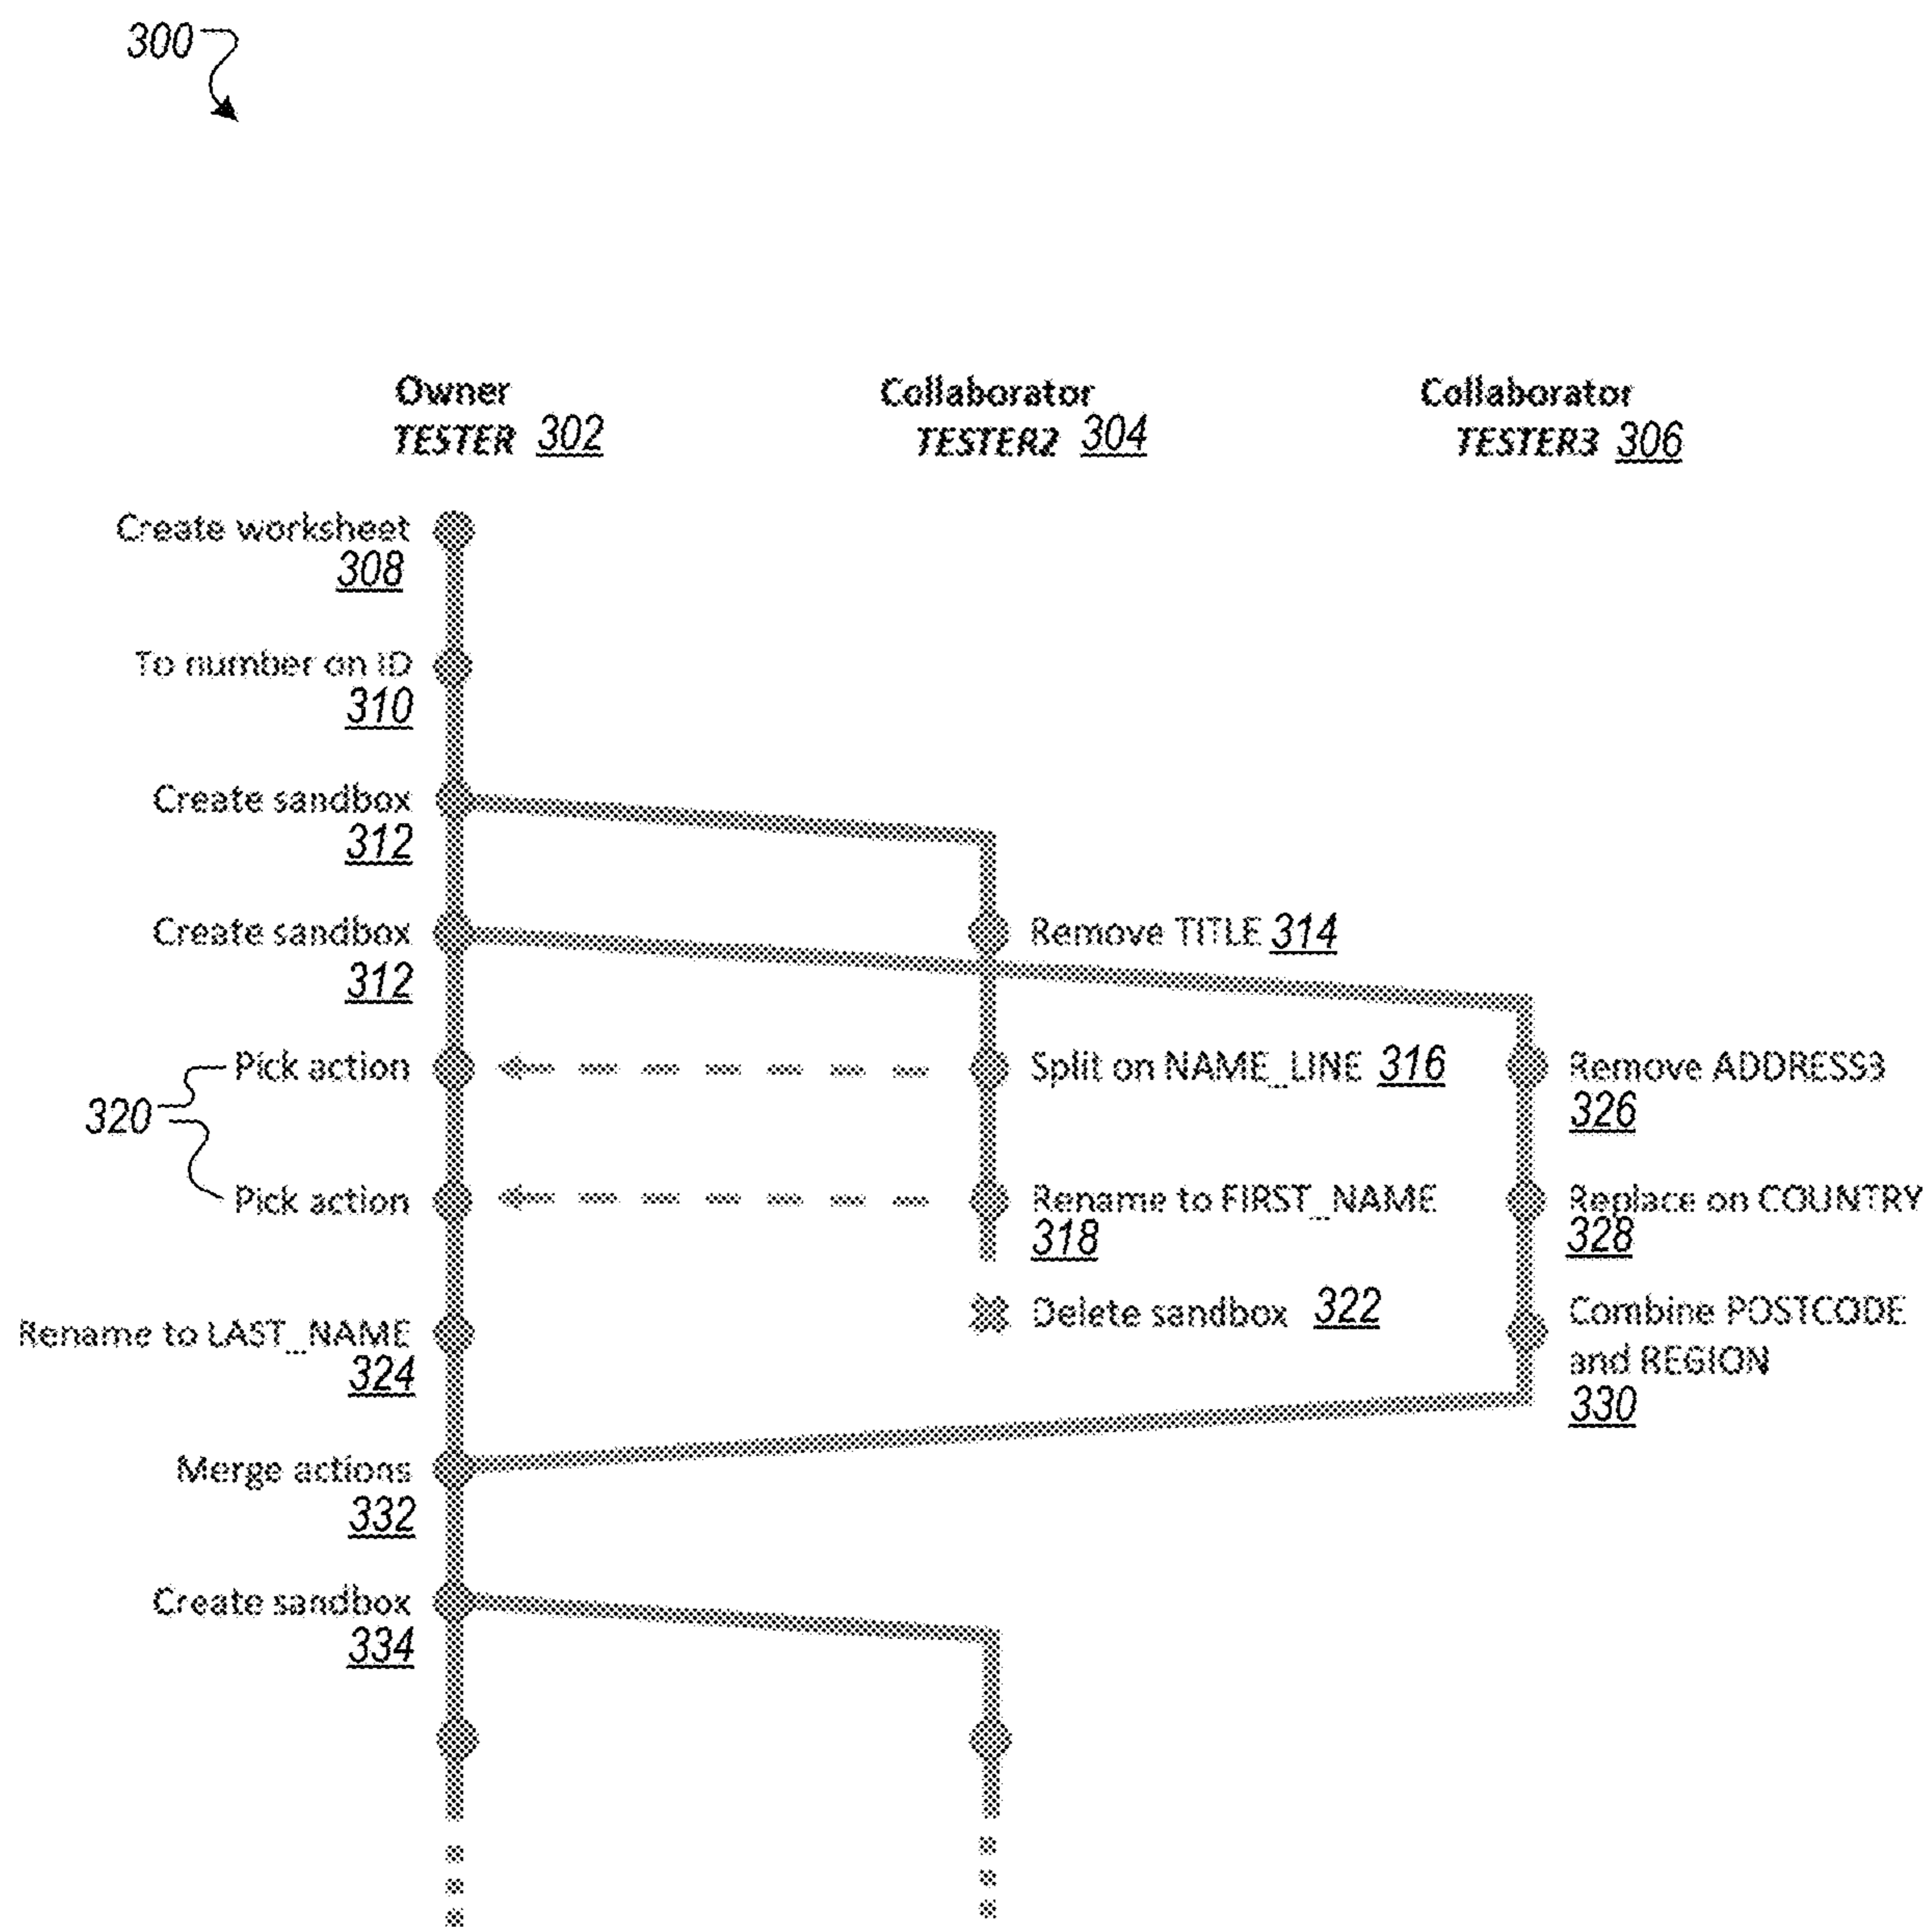 300
Owner
TESTER 302
Collaborator
TESTER2 304
Collaborator
TESTER3 306
Create worksheet
308
To number on ID
310
Create sandbox
312
Create sandbox
312
Remove TITLE 314
Pick action
Split on NAME_LINE 316
Remove ADDRESS3
326
320
Pick action
Rename to FIRST_NAME
318
Replace on COUNTRY
328
Rename to LAST_NAME
324
Delete sandbox 322
Combine POSTCODE
and REGION
330
Merge actions
332
Create sandbox
334